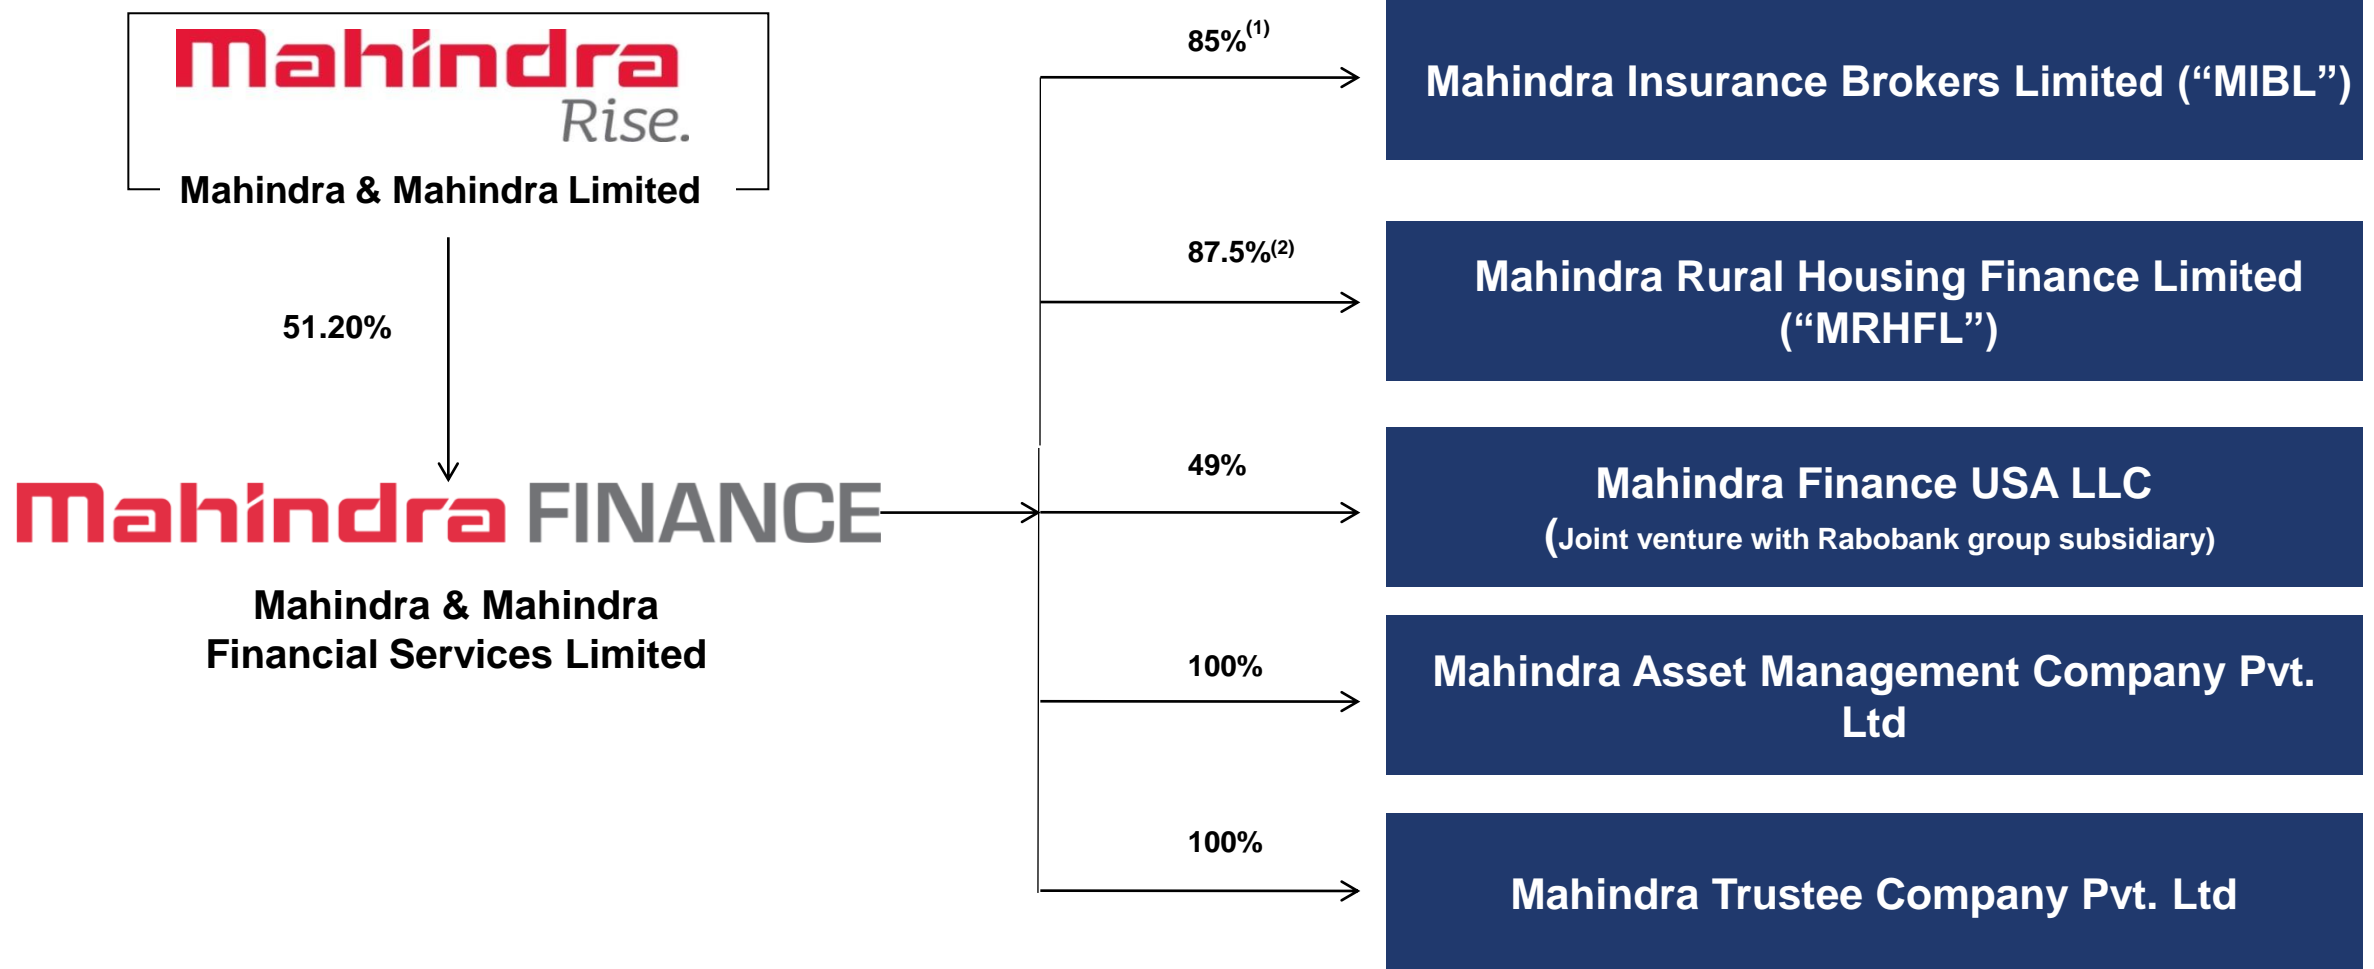 Mahindra
Rise.
Mahindra & Mahindra Limited
51.20%
Mahindra FINANCE
Mahindra & Mahindra
Financial Services Limited
85%(1)
Mahindra Insurance Brokers Limited (“MIBL”)
87.5%(2)
Mahindra Rural Housing Finance Limited
(“MRHFL”)
49%
Mahindra Finance USA LLC
(Joint venture with Rabobank group subsidiary)
100%
Mahindra Asset Management Company Pvt.
Ltd
100%
Mahindra Trustee Company Pvt. Ltd